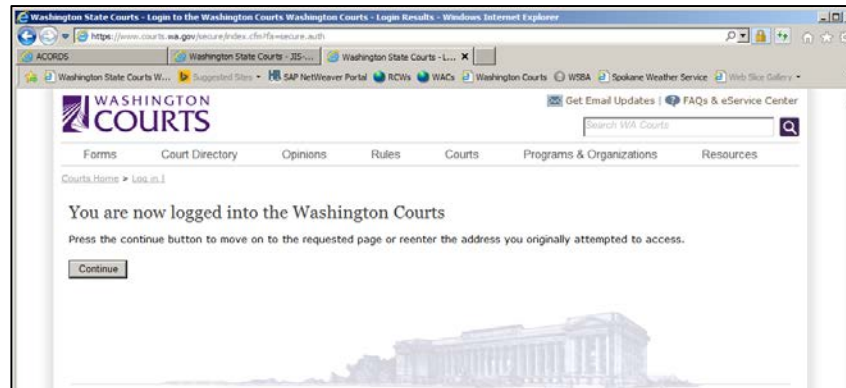 Washington State Courts - Login to the Washington Courts Washington Courts - Login Results - Windows Internet Explorer
https://www.courts.wa.gov/secure/index.cfm?fa=secure.auth
ACORDS Washington State Courts - JIS-... Washington State Courts - L... X
Washington State Courts W... Suggested Sites SAP NetWeaver Portal RCWs WACs Washington Courts WSBA Spokane Weather Service Web Slice Gallery
WASHINGTON
COURTS
Get Email Updates | FAQs & eService Center
Search WA Courts
Forms Court Directory Opinions Rules Courts Programs & Organizations Resources
Courts Home > Log in |
You are now logged into the Washington Courts
Press the continue button to move on to the requested page or reenter the address you originally attempted to access.
Continue